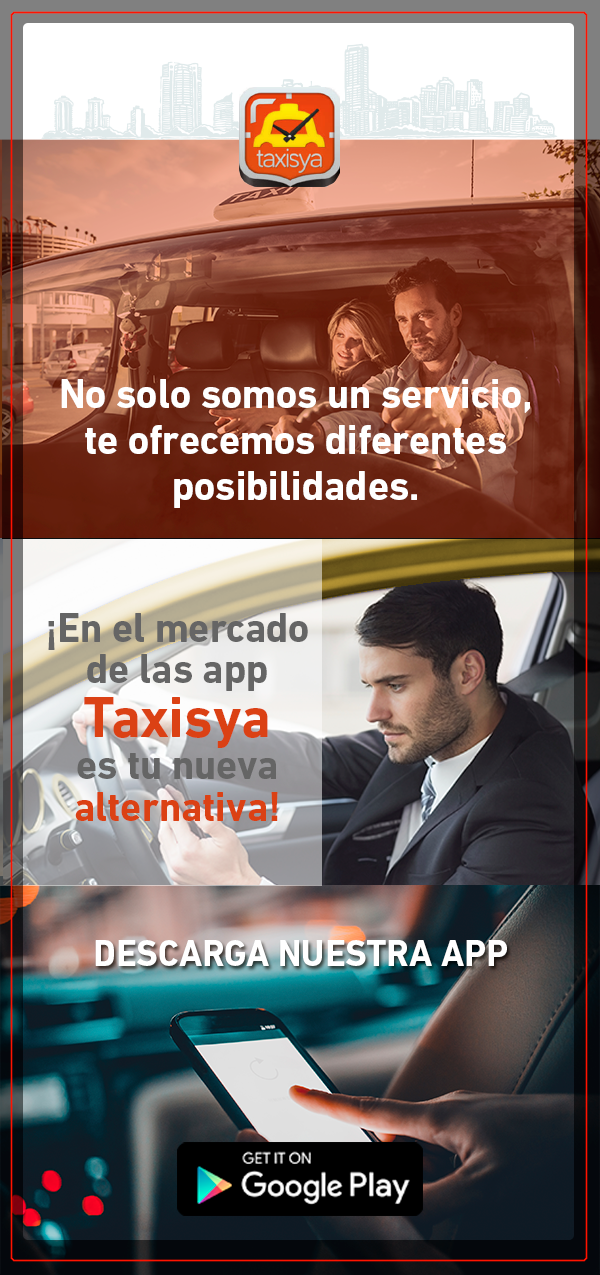 taxisya
TAXI
No solo somos un servicio,
te ofrecemos diferentes
posibilidades.
¡En el mercado
de las app
Taxisya
es tu nueva
alternativa!
DESCARGA NUESTRA APP
GET IT ON
Google Play